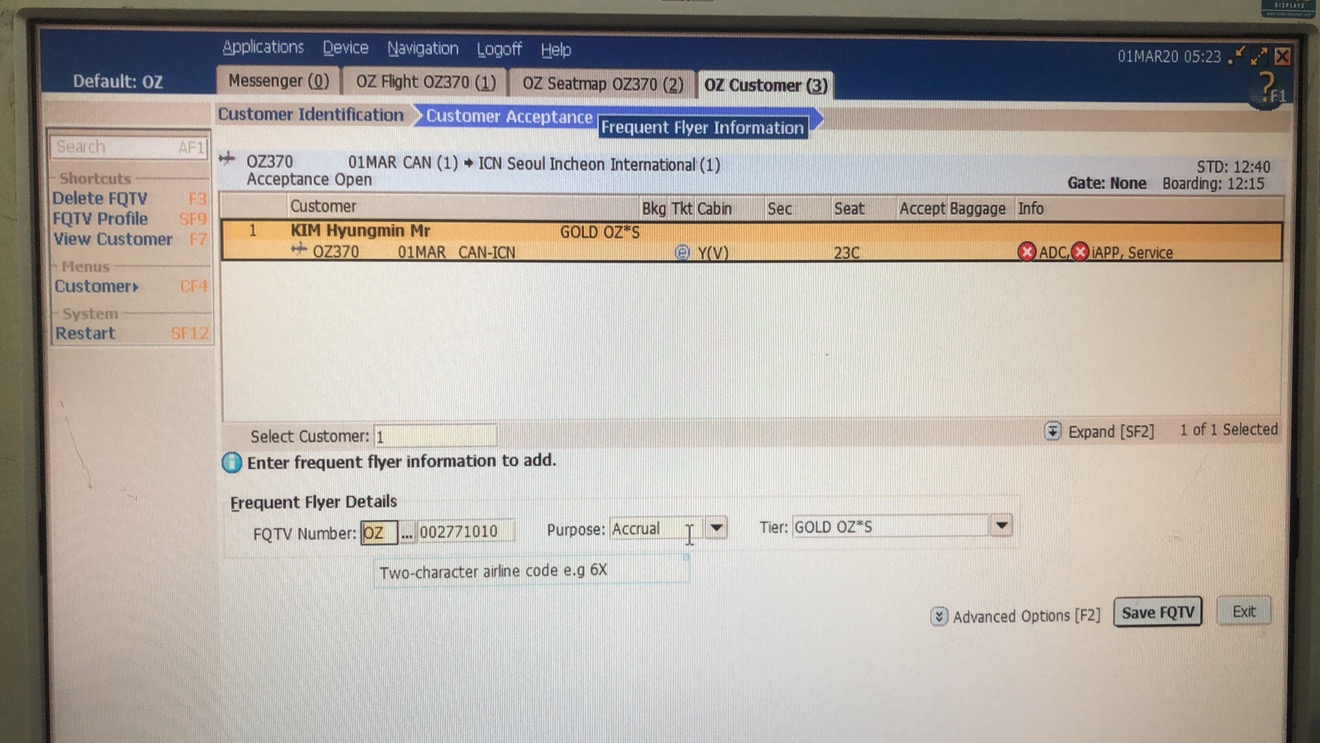 DISPLAYS
Applications Device Navigation Logoff Help
01MAR20 05:23
Default: OZ
Messenger (0) OZ Flight OZ370 (1) OZ Seatmap OZ370 (2) OZ Customer (3)
F1
Customer Identification Customer Acceptance Frequent Flyer Information
Search AF1
Shortcuts
Delete FQTV F3
FQTV Profile SF9
View Customer F7
Menus
Customer CF4
System
Restart SF12
OZ370 01MAR CAN (1) ICN Seoul Incheon International (1) STD: 12:40
Acceptance Open Gate: None Boarding: 12:15
Customer Bkg Tkt Cabin Sec Seat Accept Baggage Info
1 KIM Hyungmin Mr GOLD OZ*S
OZ370 01MAR CAN-ICN Y(V) 23C ADC, iAPP, Service
Select Customer: 1 Expand [SF2] 1 of 1 Selected
Enter frequent flyer information to add.
Frequent Flyer Details
FQTV Number: OZ ... 002771010 Purpose: Accrual Tier: GOLD OZ*S
Two-character airline code e.g 6X
Advanced Options [F2] Save FQTV Exit